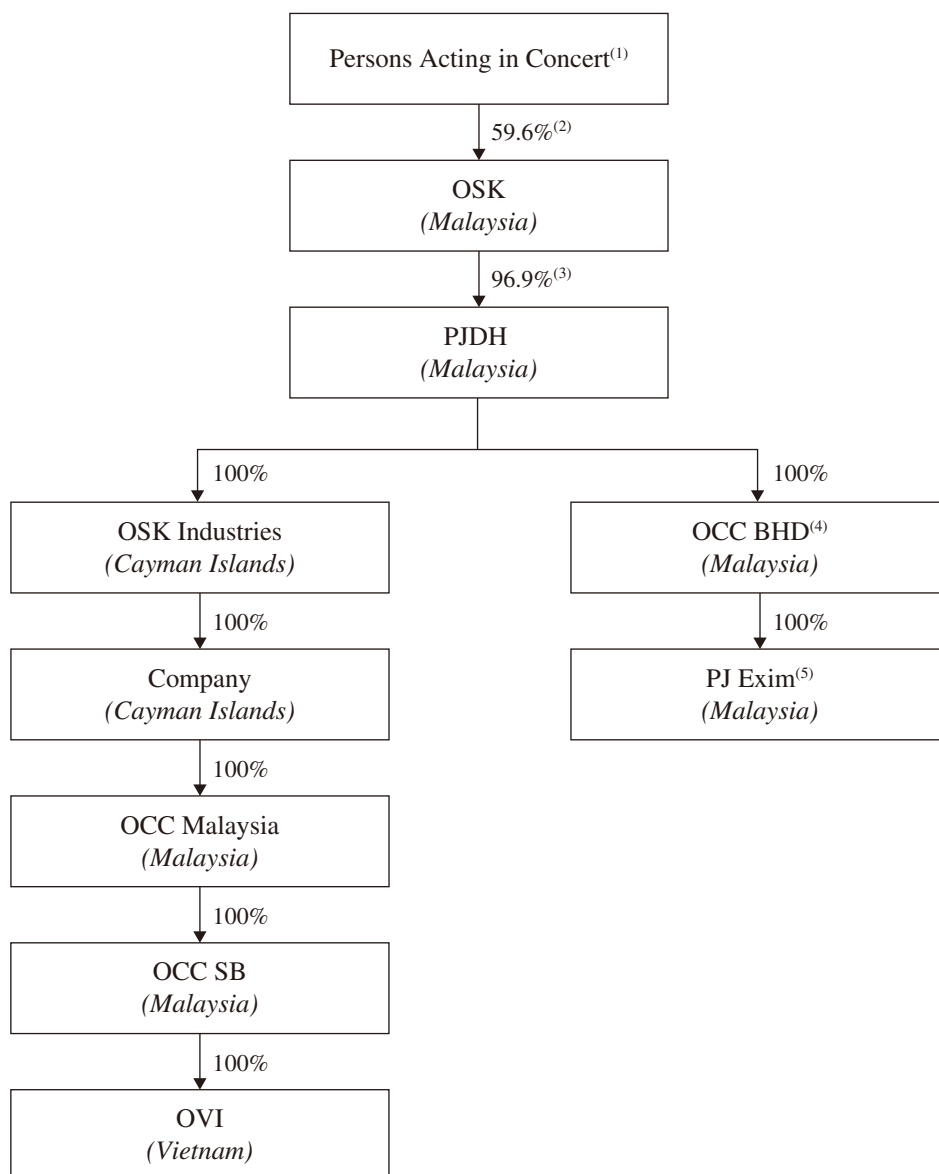 Persons Acting in Concert(1)
59.6%(2)
OSK
(Malaysia)
96.9%(3)
PJDH
(Malaysia)
100%
100%
OSK Industries
(Cayman Islands)
OCC BHD(4)
(Malaysia)
100%
100%
Company
(Cayman Islands)
PJ Exim(5)
(Malaysia)
100%
OCC Malaysia
(Malaysia)
100%
OCC SB
(Malaysia)
100%
OVI
(Vietnam)